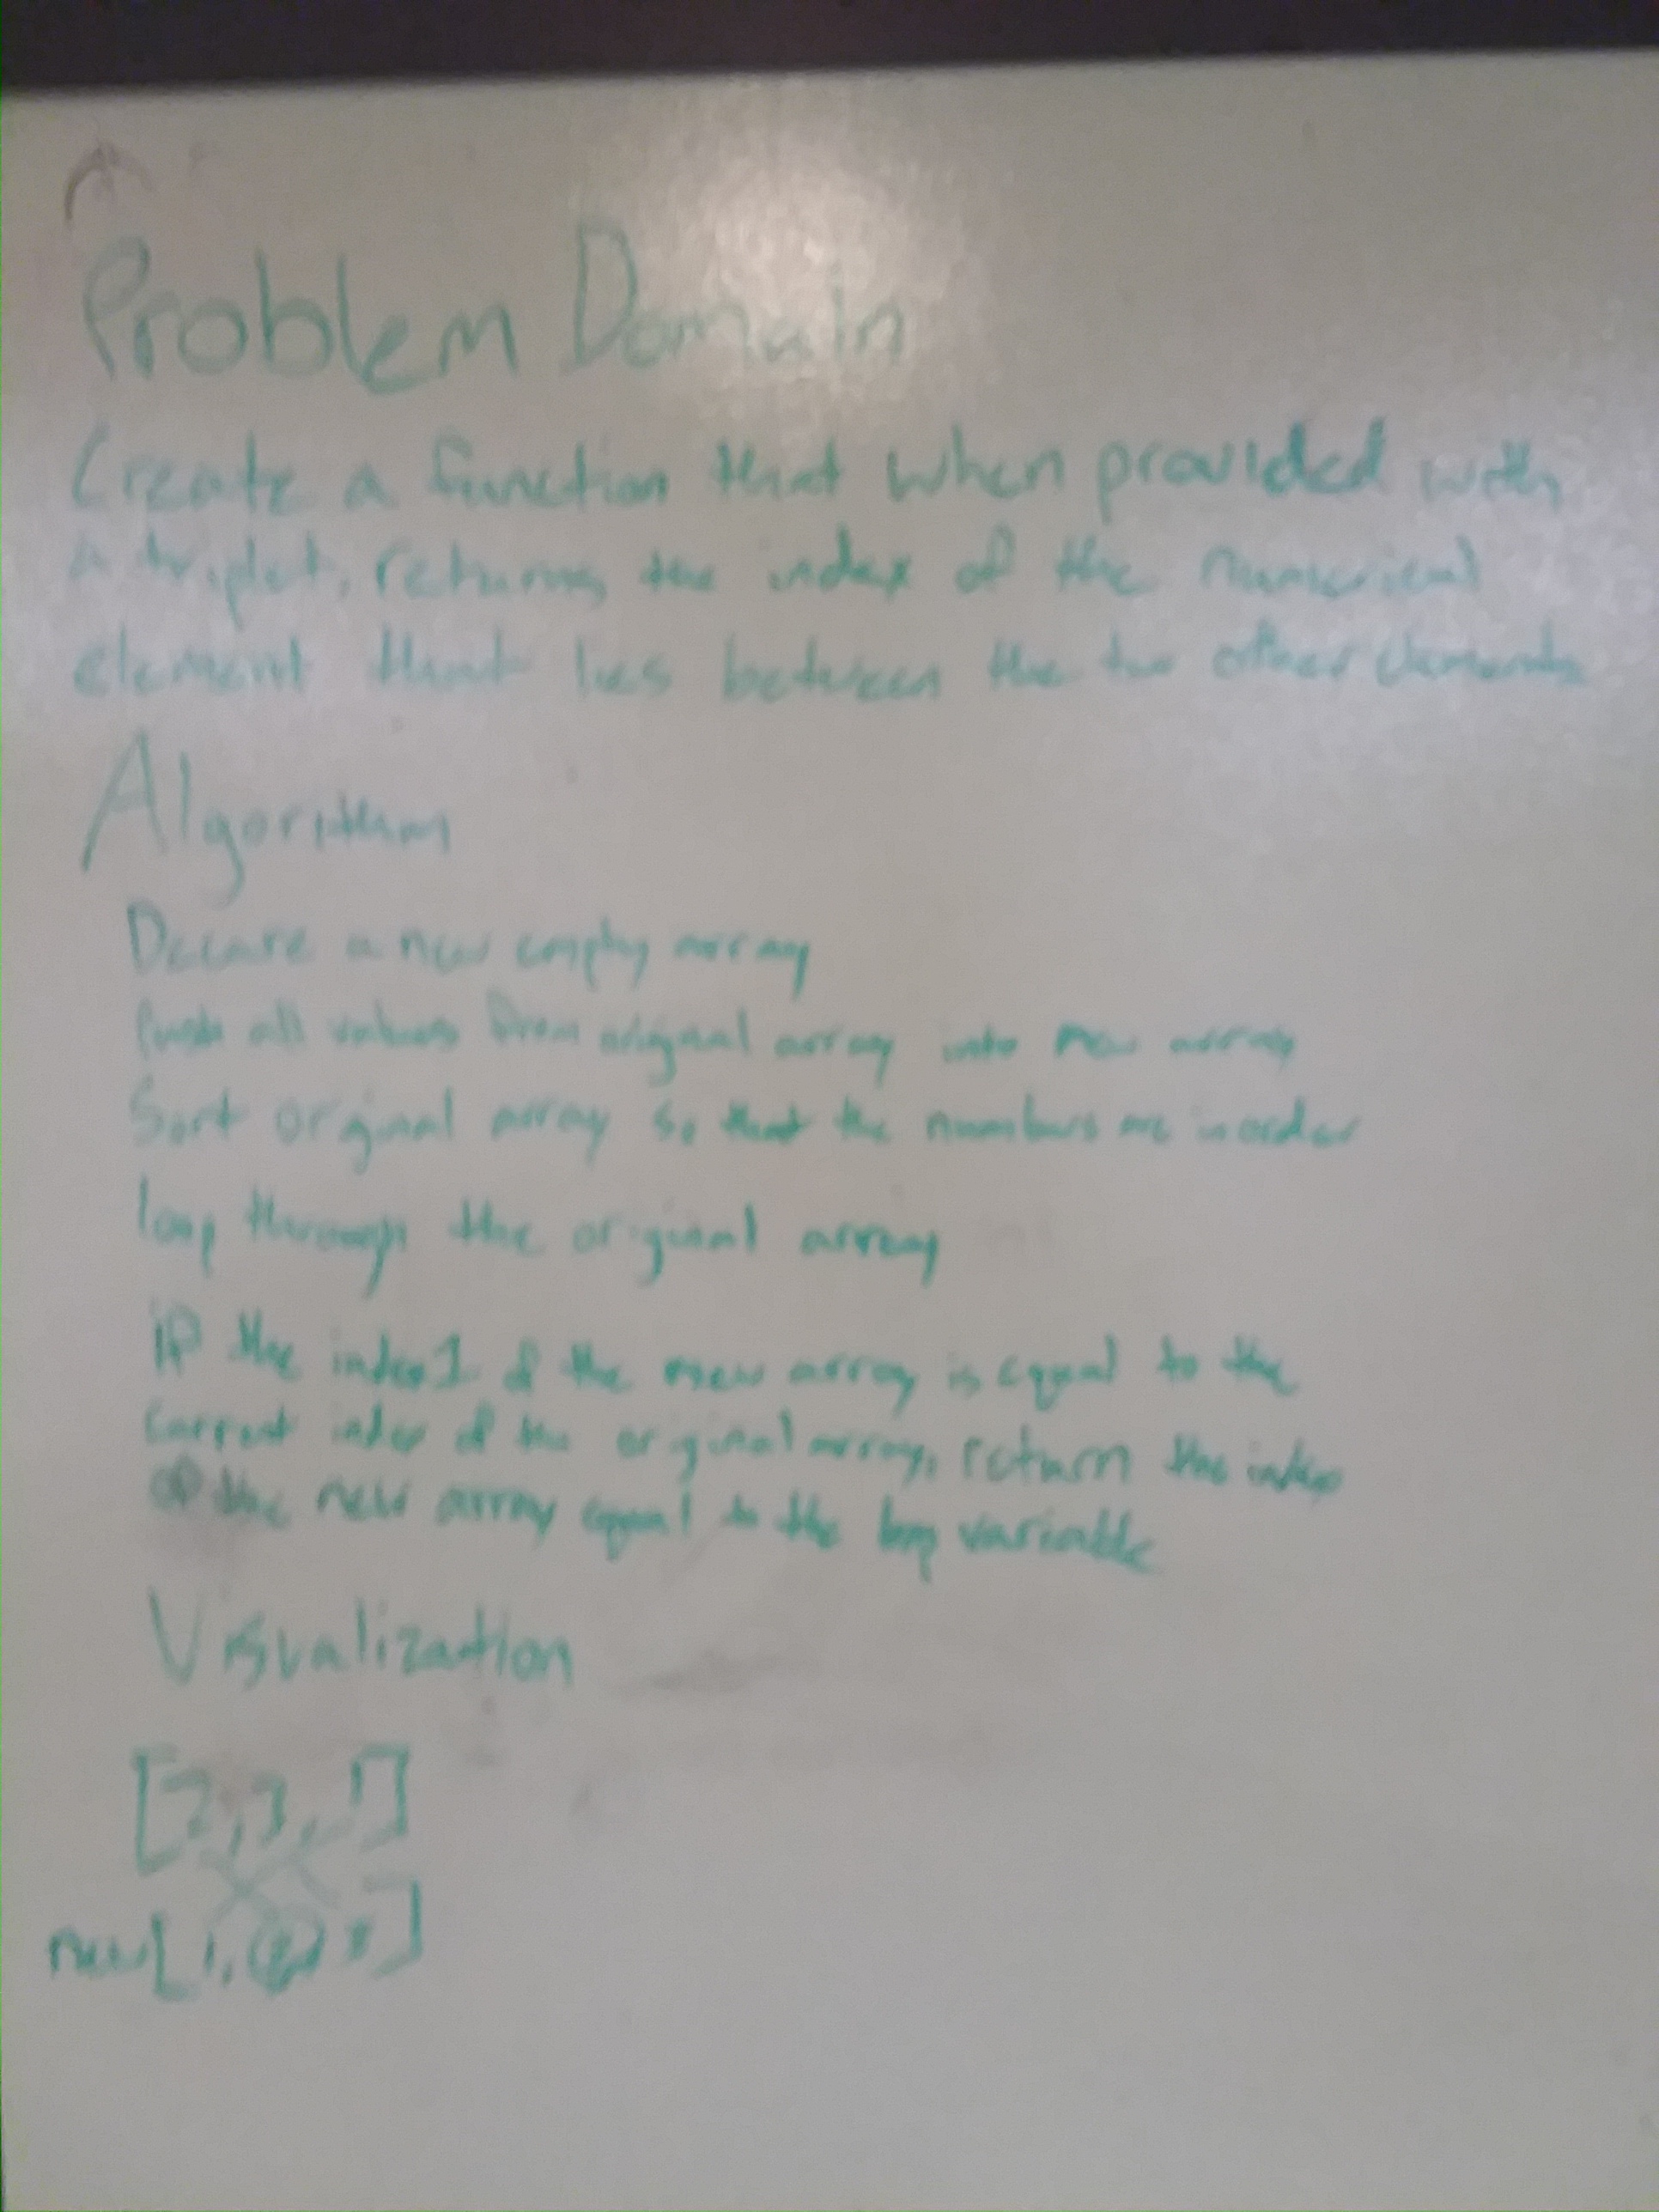 Problem Domain
Create a function that when provided with
a triplet, returns the index of the numerical
element that lies between the two other elements
Algorithm
Decare a new empty array
Push all values from original array into new array
Sort orginal array so that the numbers are in order
loop through the original array
if the index 1 of the new array is equal to the
current index of the original array, return the index
of the new array equal to the loop variable
Visualization
[2,3,1]
new[1,(2)